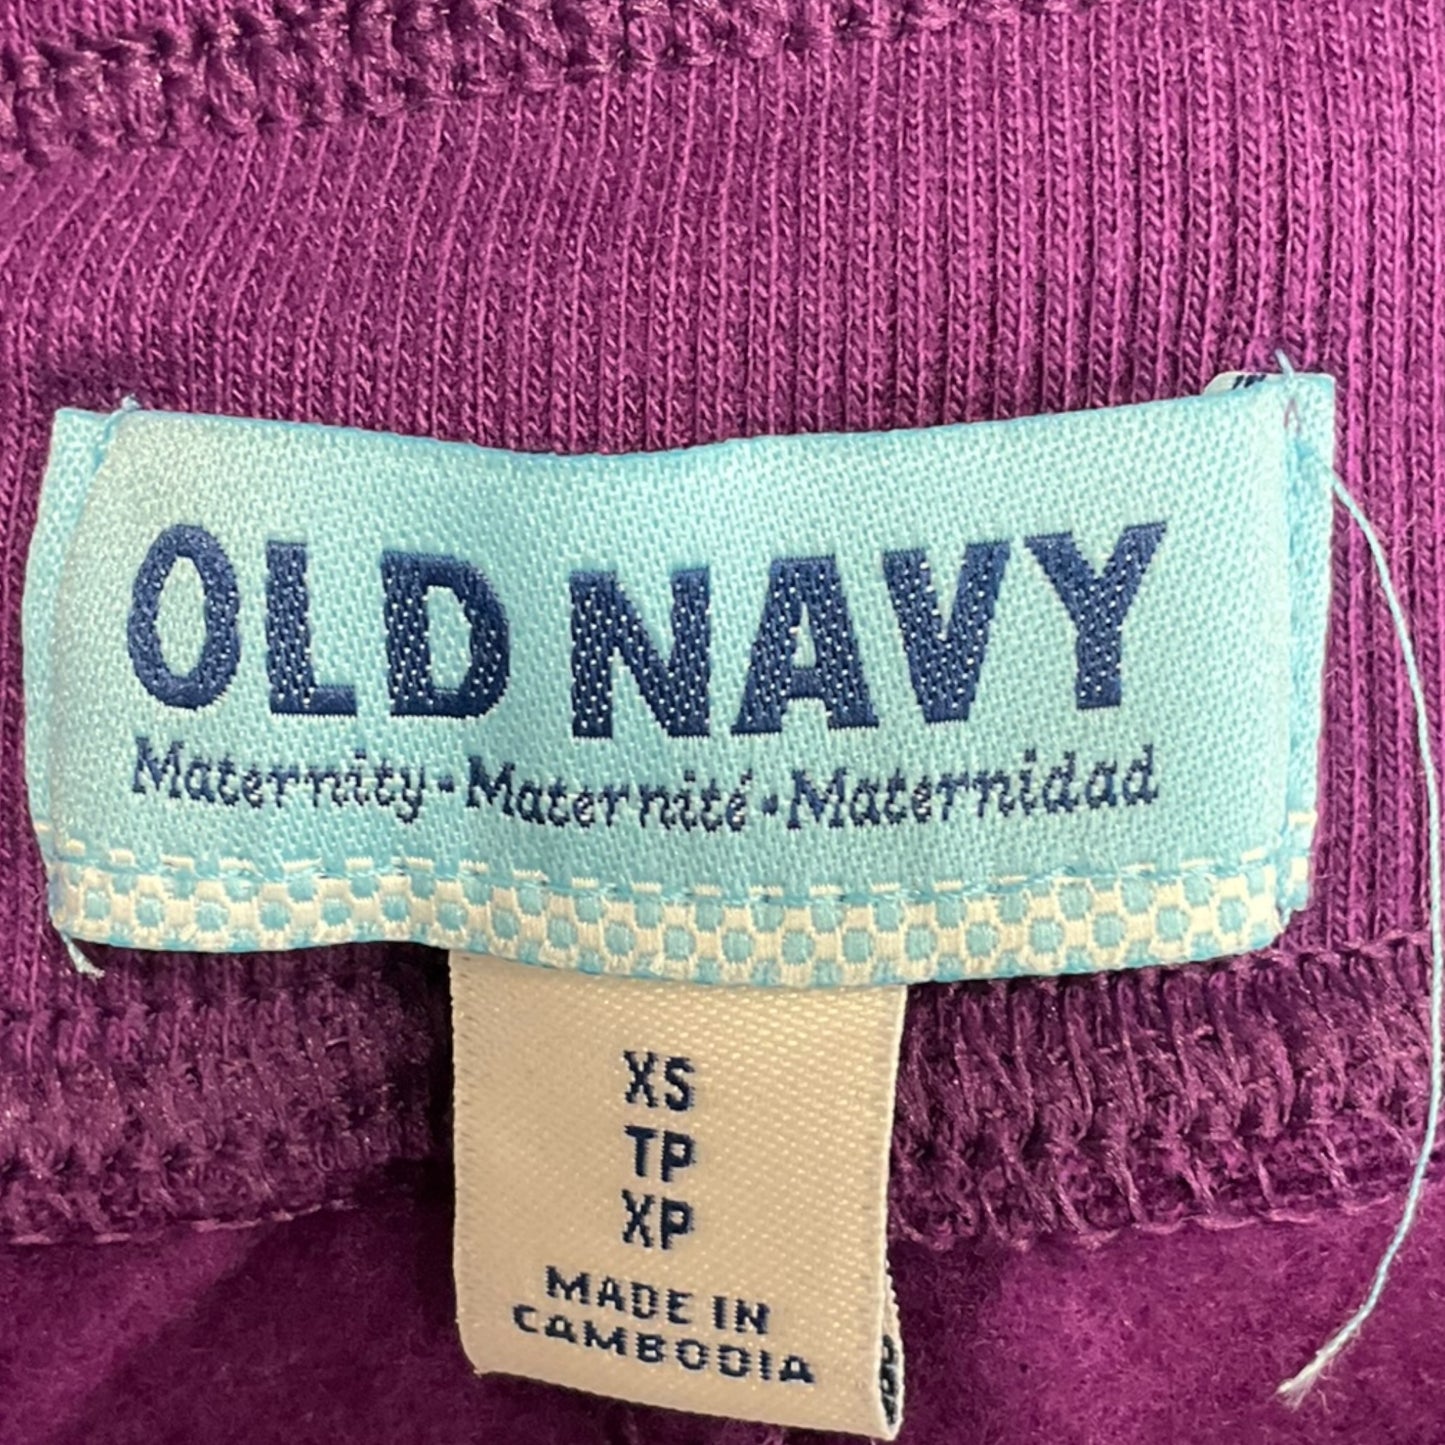 OLD NAVY
Maternity • Maternité • Maternidad
XS
TP
XP
MADE IN
CAMBODIA